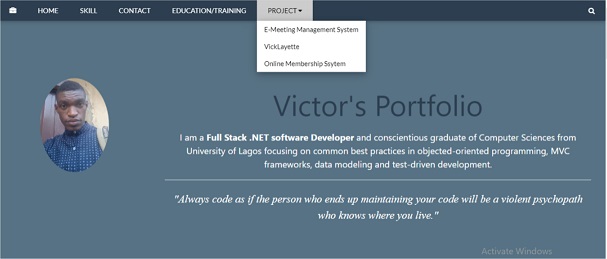 HOME SKILL CONTACT EDUCATION/TRAINING PROJECT
E-Meeting Management System
VickLayette
Online Membership Ssytem
Victor's Portfolio
I am a Full Stack .NET software Developer and conscientious graduate of Computer Sciences from
University of Lagos focusing on common best practices in objected-oriented programming, MVC
frameworks, data modeling and test-driven development.
"Always code as if the person who ends up maintaining your code will be a violent psychopath
who knows where you live."
Activate Windows